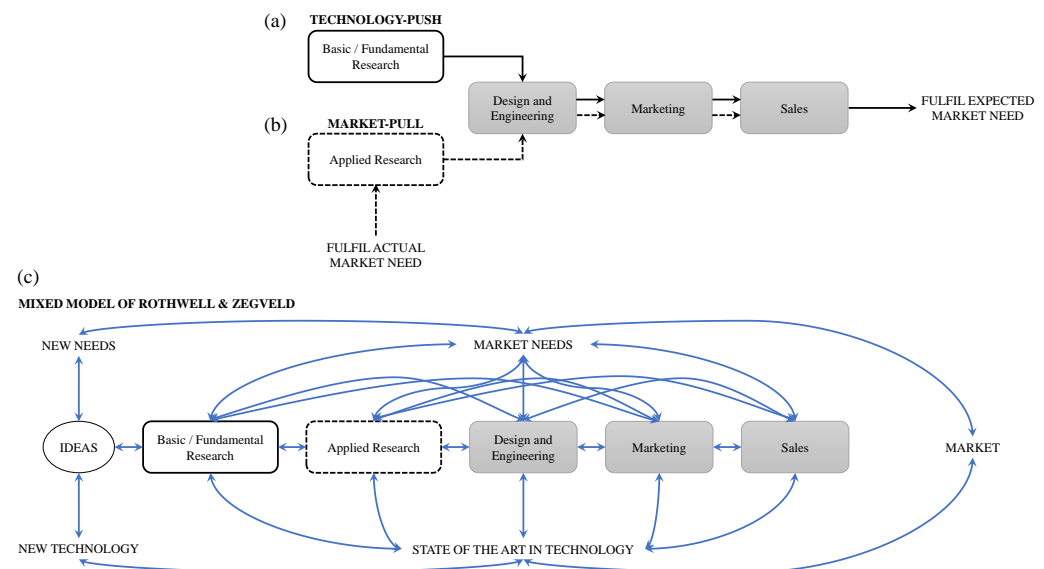 (a)
TECHNOLOGY-PUSH
Basic / Fundamental
Research
Design and
Engineering
Marketing
Sales
FULFIL EXPECTED
MARKET NEED
(b)
MARKET-PULL
Applied Research
FULFIL ACTUAL
MARKET NEED
(c)
MIXED MODEL OF ROTHWELL & ZEGVELD
NEW NEEDS
MARKET NEEDS
IDEAS
Basic / Fundamental
Research
Applied Research
Design and
Engineering
Marketing
Sales
MARKET
NEW TECHNOLOGY
STATE OF THE ART IN TECHNOLOGY